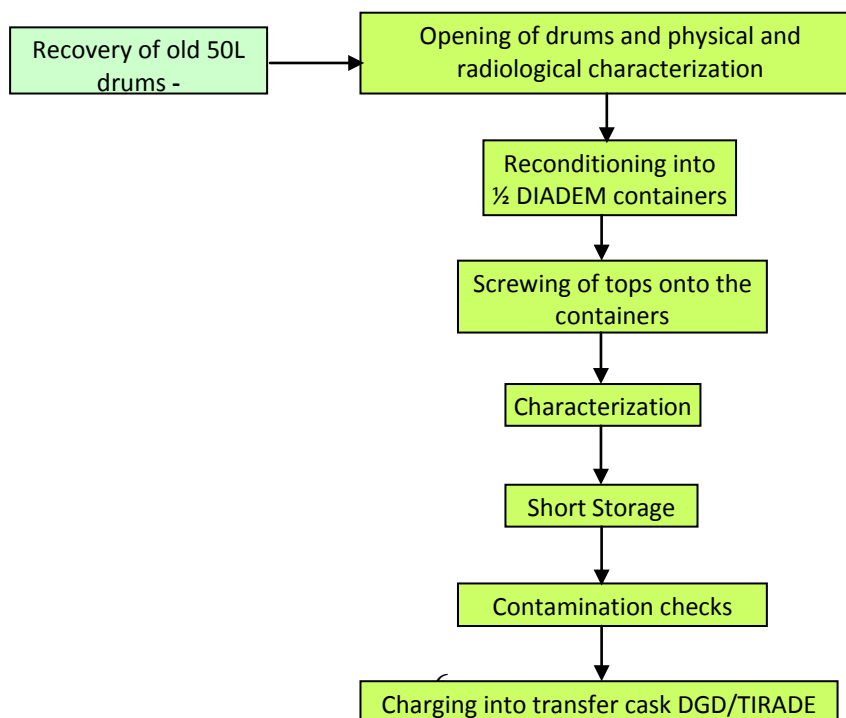 Recovery of old 50L
drums -
Opening of drums and physical and
radiological characterization
Reconditioning into
½ DIADEM containers
Screwing of tops onto the
containers
Characterization
Short Storage
Contamination checks
Charging into transfer cask DGD/TIRADE